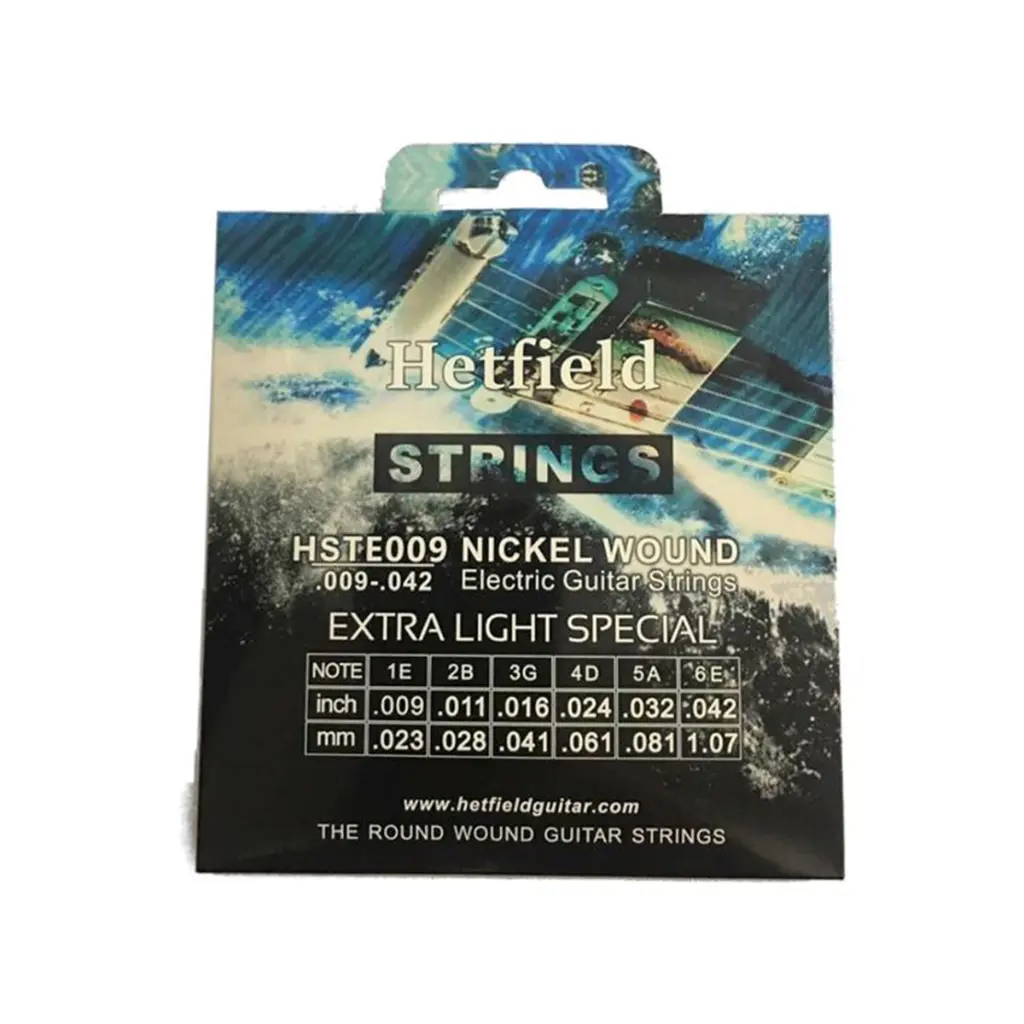 Hetfield
STRINGS
HSTE009 NICKEL WOUND
.009-.042 Electric Guitar Strings
EXTRA LIGHT SPECIAL
NOTE 1E 2B 3G 4D 5A 6E
inch .009 .011 .016 .024 .032 .042
mm .023 .028 .041 .061 .081 1.07
www.hetfieldguitar.com
THE ROUND WOUND GUITAR STRINGS